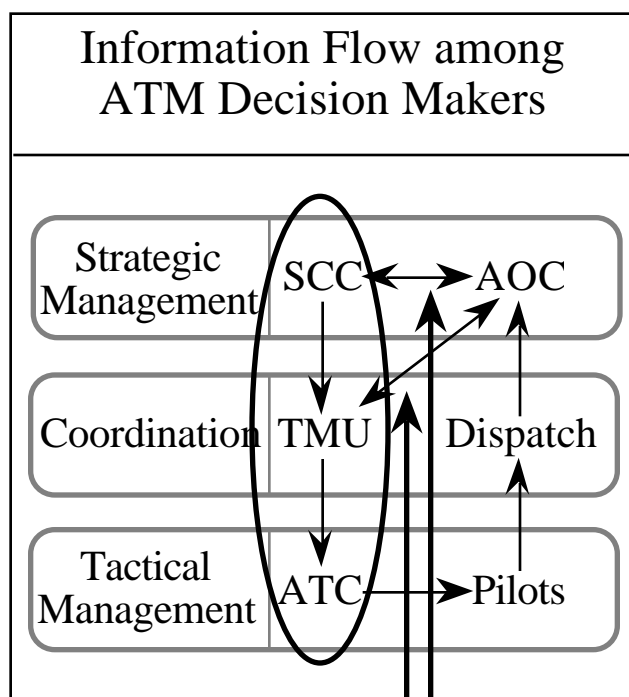 Information Flow among
ATM Decision Makers
Strategic
Management
SCC
AOC
Coordination
TMU
Dispatch
Tactical
Management
ATC
Pilots